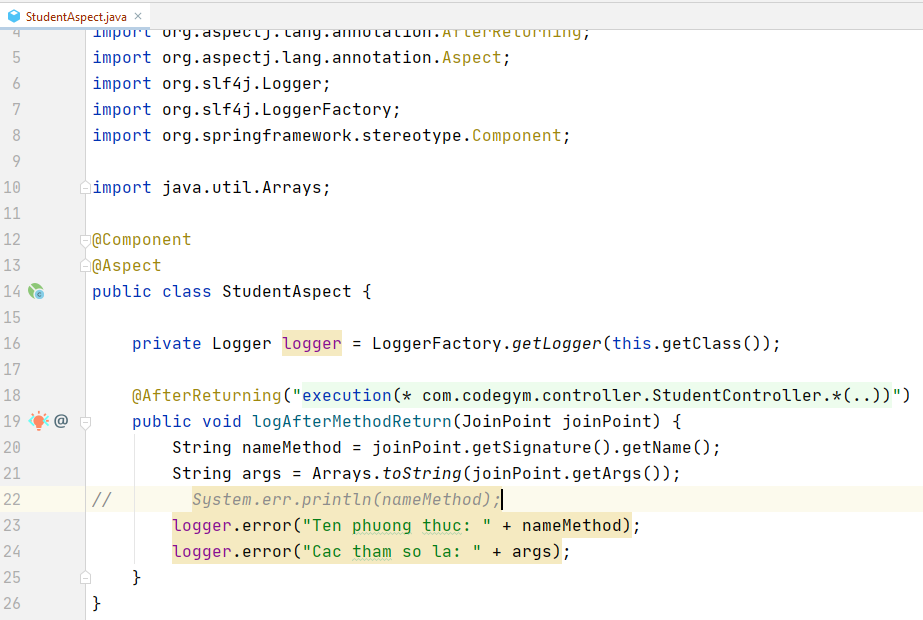 StudentAspect.java
4 import org.aspectj.lang.annotation.AfterReturning;
5 import org.aspectj.lang.annotation.Aspect;
6 import org.slf4j.Logger;
7 import org.slf4j.LoggerFactory;
8 import org.springframework.stereotype.Component;
9
10 import java.util.Arrays;
11
12 @Component
13 @Aspect
14 public class StudentAspect {
15
16     private Logger logger = LoggerFactory.getLogger(this.getClass());
17
18     @AfterReturning("execution(* com.codegym.controller.StudentController.*(..))")
19 @    public void logAfterMethodReturn(JoinPoint joinPoint) {
20         String nameMethod = joinPoint.getSignature().getName();
21         String args = Arrays.toString(joinPoint.getArgs());
22 //        System.err.println(nameMethod);
23         logger.error("Ten phuong thuc: " + nameMethod);
24         logger.error("Cac tham so la: " + args);
25     }
26 }